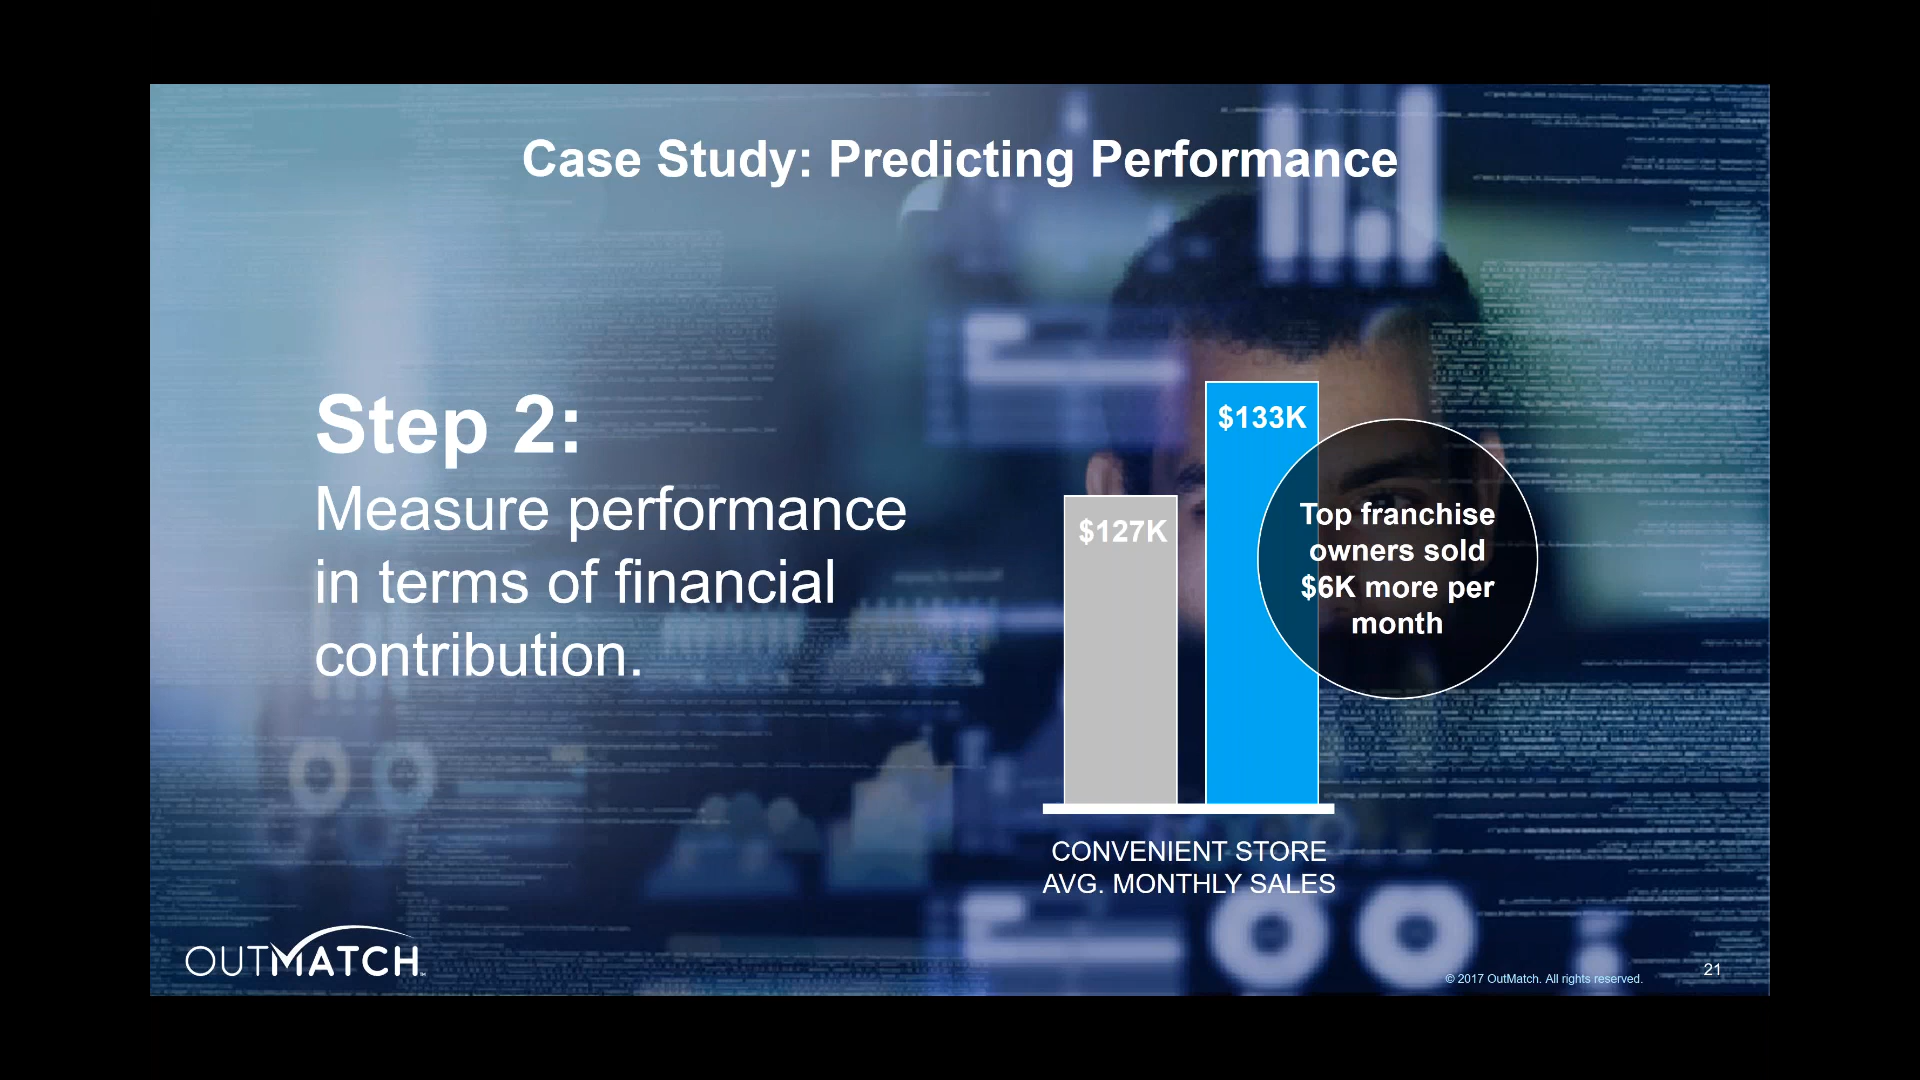 Case Study: Predicting Performance
Step 2:
Measure performance
in terms of financial
contribution.
$127K
$133K
Top franchise
owners sold
$6K more per
month
CONVENIENT STORE
AVG. MONTHLY SALES
OUTMATCH
© 2017 OutMatch. All rights reserved.
21